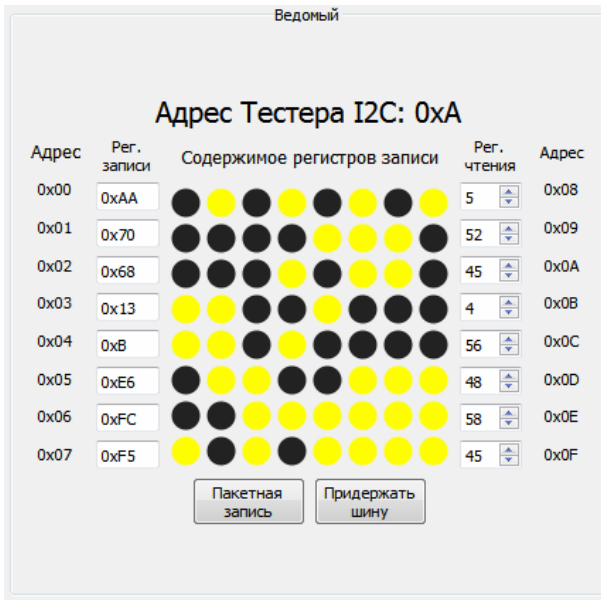 Ведомый
Адрес Тестера I2C: 0xA
Адрес Рег. записи Содержимое регистров записи Рег. чтения Адрес
0x00 0xAA 5 0x08
0x01 0x70 52 0x09
0x02 0x68 45 0x0A
0x03 0x13 4 0x0B
0x04 0xB 56 0x0C
0x05 0xE6 48 0x0D
0x06 0xFC 58 0x0E
0x07 0xF5 45 0x0F
Пакетная запись Придержать шину